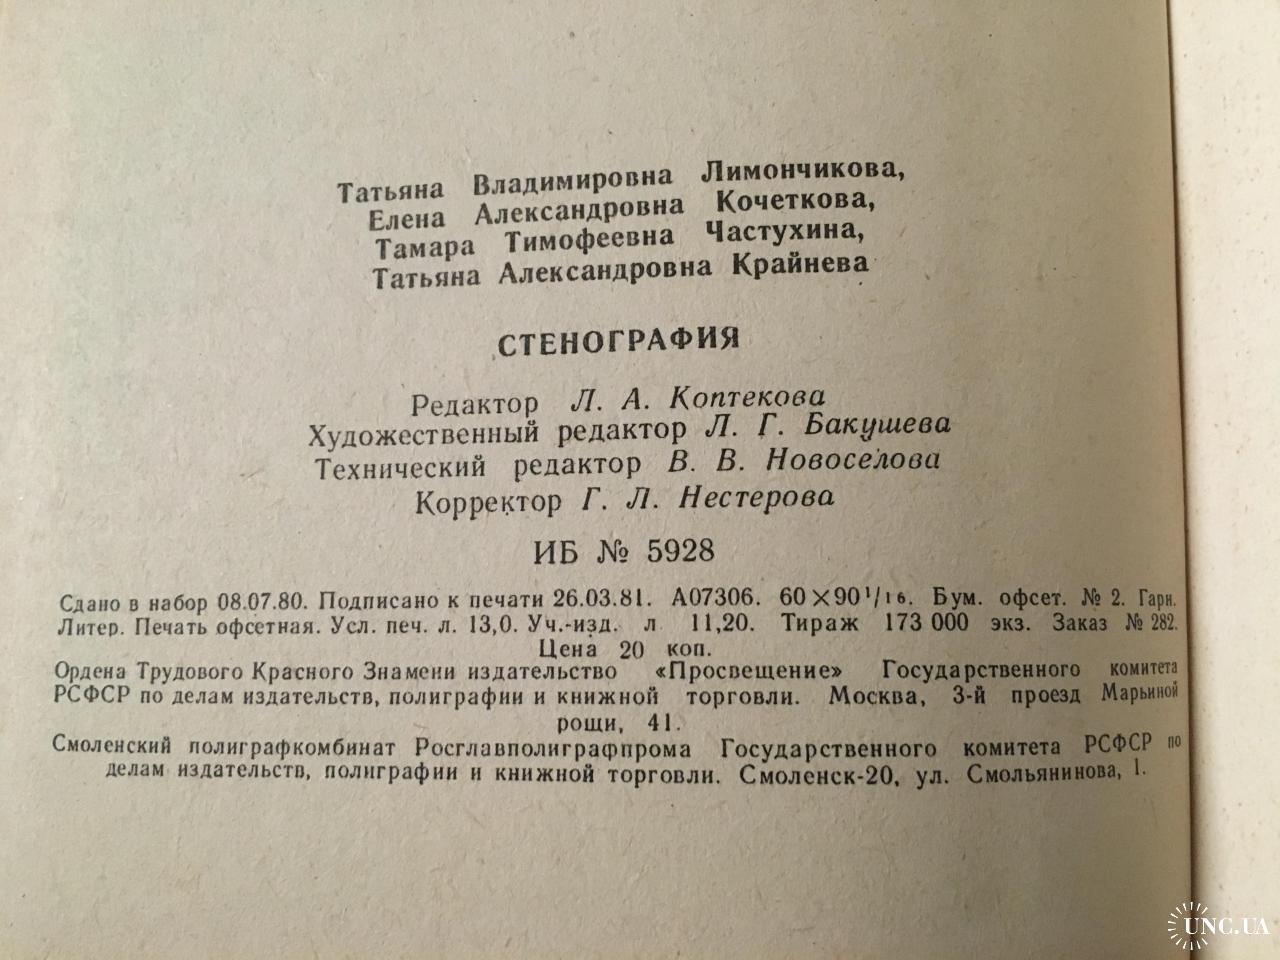 Татьяна Владимировна Лимончикова,
Елена Александровна Кочеткова,
Тамара Тимофеевна Частухина,
Татьяна Александровна Крайнева
СТЕНОГРАФИЯ
Редактор Л. А. Коптекова
Художественный редактор Л. Г. Бакушева
Технический редактор В. В. Новоселова
Корректор Г. Л. Нестерова
ИБ № 5928
Сдано в набор 08.07.80. Подписано к печати 26.03.81. А07306. 60×90 1/16. Бум. офсет. № 2. Гарн.
Литер. Печать офсетная. Усл. печ. л. 13,0. Уч.-изд. л 11,20. Тираж 173 000 экз. Заказ № 282.
Цена 20 коп.
Ордена Трудового Красного Знамени издательство «Просвещение» Государственного комитета
РСФСР по делам издательств, полиграфии и книжной торговли. Москва, 3-й проезд Марьиной
рощи, 41.
Смоленский полиграфкомбинат Росглавполиграфпрома Государственного комитета РСФСР по
делам издательств, полиграфии и книжной торговли. Смоленск-20, ул. Смольянинова, 1.
UNC.UA